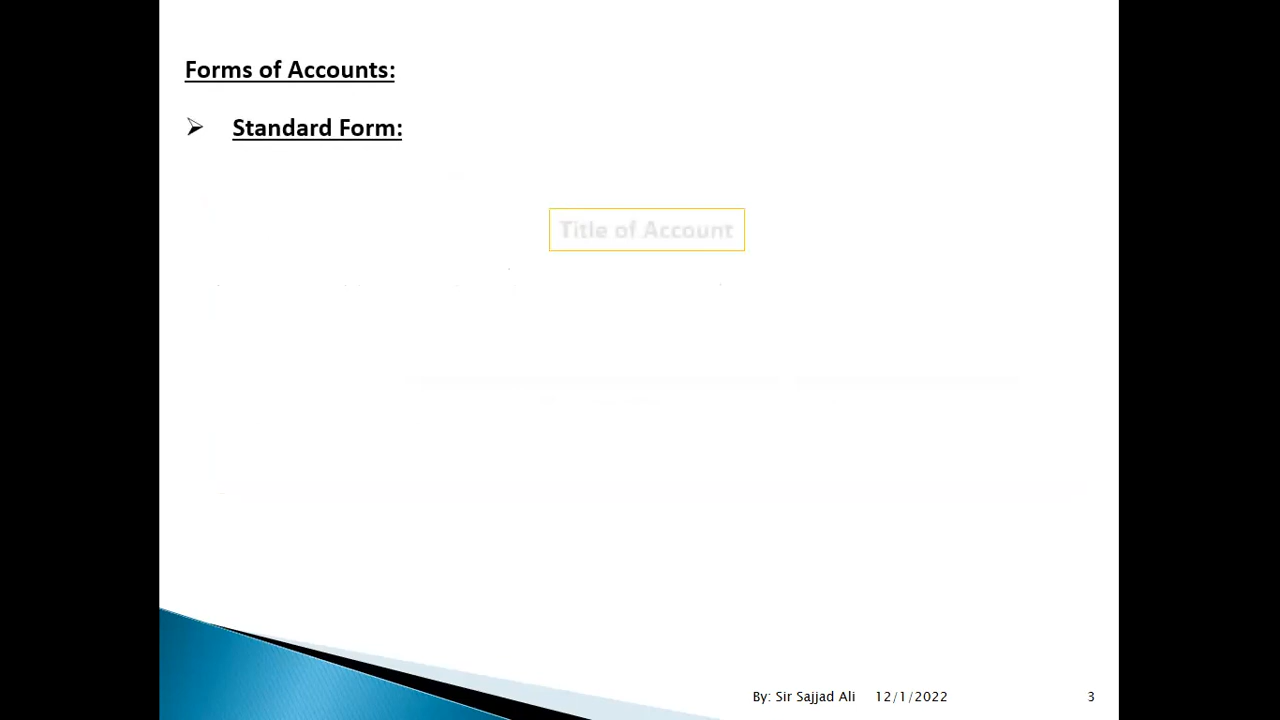 Forms of Accounts:
Standard Form:
Title of Account
By: Sir Sajjad Ali 12/1/2022 3